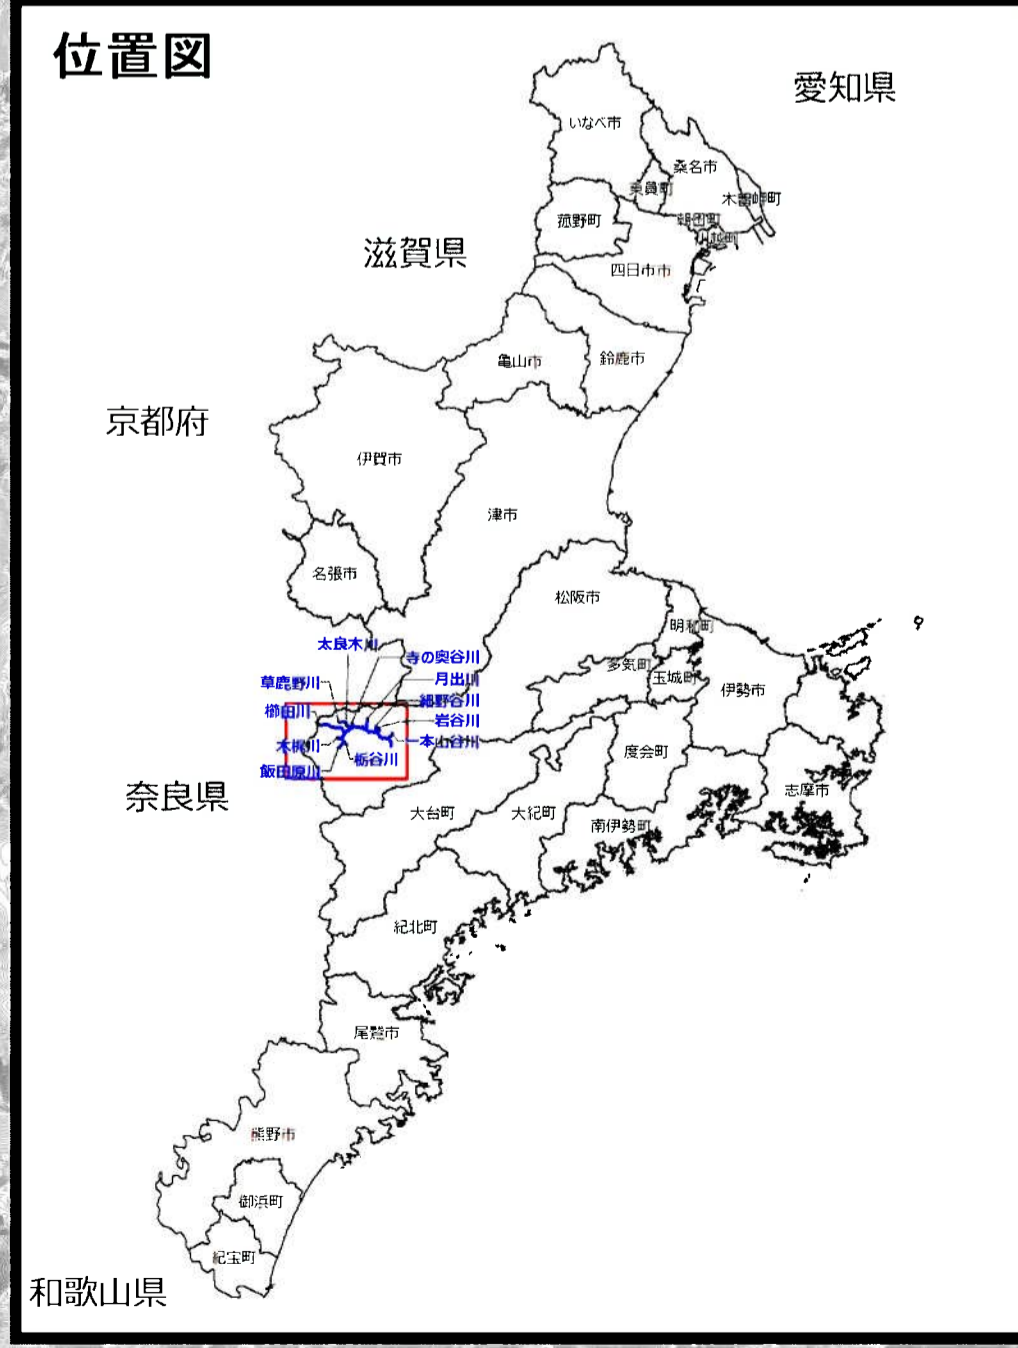 位置図
愛知県
いなべ市
桑名市
東員町
木曽岬町
菰野町
朝日町
川越町
滋賀県
四日市市
亀山市
鈴鹿市
京都府
伊賀市
津市
名張市
松阪市
明和町
太良木川
寺の奥谷川
多気町
月出川
玉城町
草鹿野川
伊勢市
細野谷川
櫛田川
岩谷川
木梶川
一本山谷川
度会町
栃谷川
飯田原川
奈良県
志摩市
大台町
大紀町
南伊勢町
紀北町
尾鷲市
熊野市
御浜町
紀宝町
和歌山県